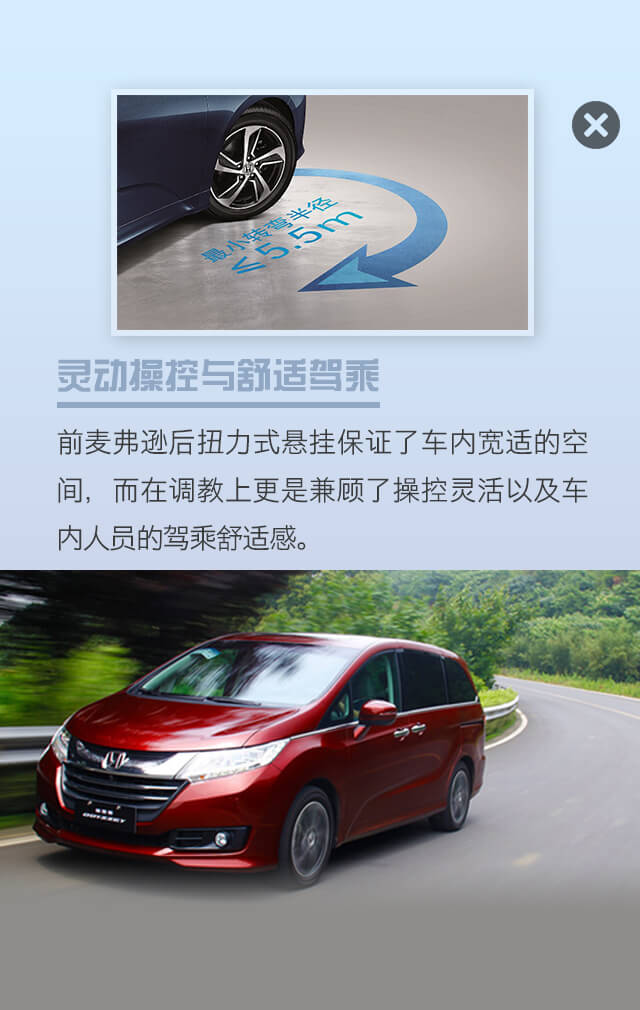 最小转弯半径
≤5.5m
灵动操控与舒适驾乘
前麦弗逊后扭力式悬挂保证了车内宽适的空
间，而在调教上更是兼顾了操控灵活以及车
内人员的驾乘舒适感。
ODYSSEY